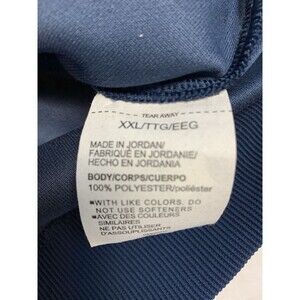 TEAR AWAY
XXL/TTG/EEG
MADE IN JORDAN/
FABRIQUÉ EN JORDANIE/
HECHO EN JORDANIA
BODY/CORPS/CUERPO
100% POLYESTER/poliéster
•WITH LIKE COLORS. DO
NOT USE SOFTENERS
•AVEC DES COULEURS
SIMILAIRES
NE PAS UTILISER
D'ASSOUPLISSANT